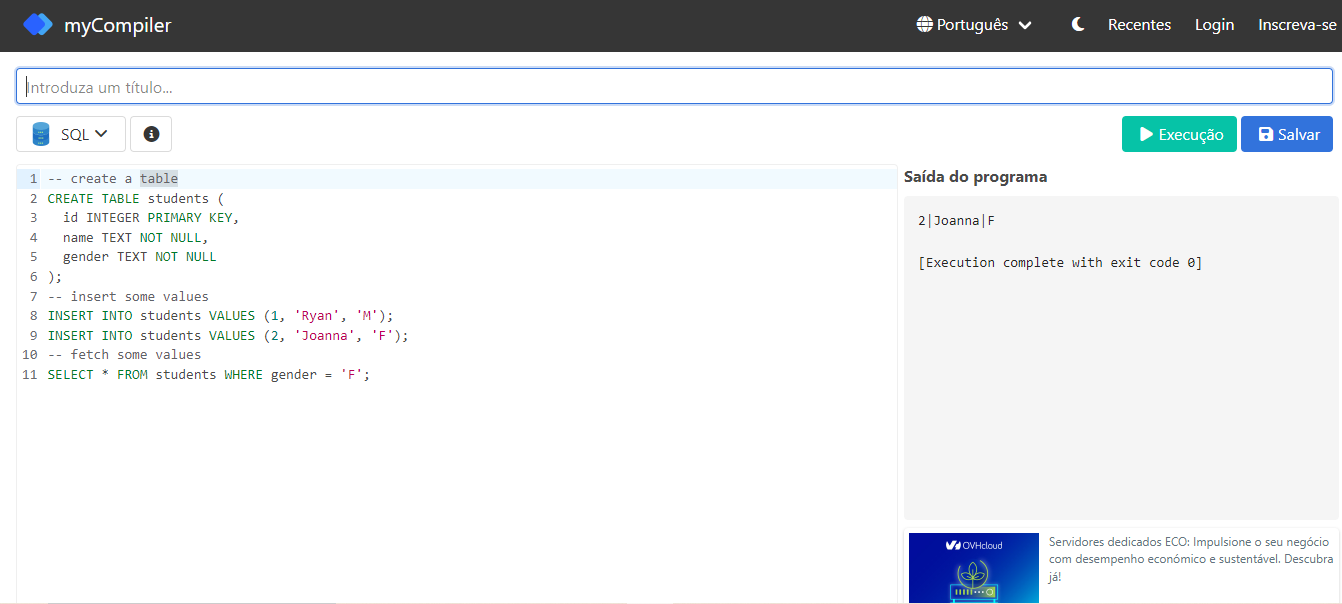 myCompiler
Português
Recentes
Login
Inscreva-se
Introduza um título...
SQL
Execução
Salvar
1 -- create a table
2 CREATE TABLE students (
3   id INTEGER PRIMARY KEY,
4   name TEXT NOT NULL,
5   gender TEXT NOT NULL
6 );
7 -- insert some values
8 INSERT INTO students VALUES (1, 'Ryan', 'M');
9 INSERT INTO students VALUES (2, 'Joanna', 'F');
10 -- fetch some values
11 SELECT * FROM students WHERE gender = 'F';
Saída do programa
2|Joanna|F
[Execution complete with exit code 0]
OVHcloud
Servidores dedicados ECO: Impulsione o seu negócio
com desempenho económico e sustentável. Descubra
já!